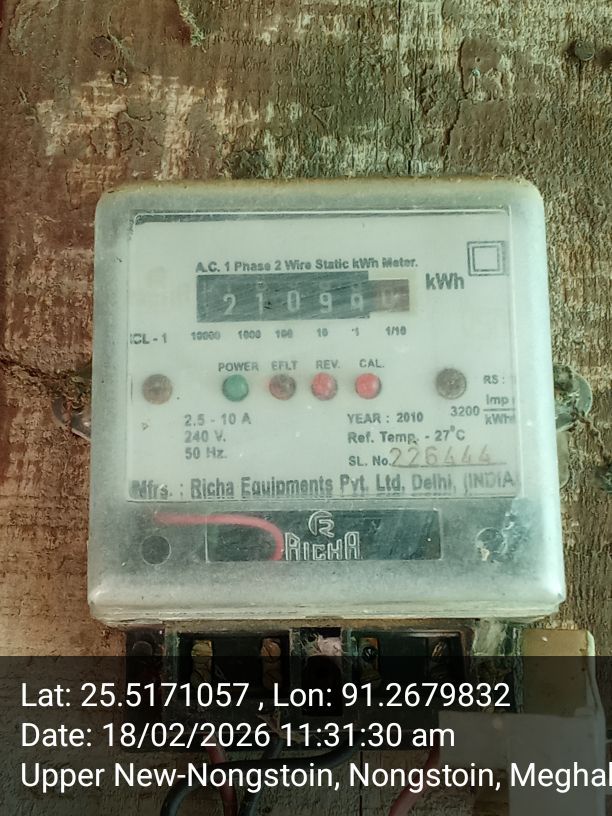 A.C. 1 Phase 2 Wire Static kWh Meter.
kWh
2109
10000 1000 100 10 1 1/10
CL - 1
POWER EFLT REV. CAL.
RS :
3200 Imp
kWh
2.5 - 10 A
240 V.
50 Hz.
YEAR : 2010
Ref. Temp. - 27°C
SL. No. 226444
Mfrs. : Richa Equipments Pvt. Ltd. Delhi, (INDIA)
RICHA
Lat: 25.5171057 , Lon: 91.2679832
Date: 18/02/2026 11:31:30 am
Upper New-Nongstoin, Nongstoin, Meghal